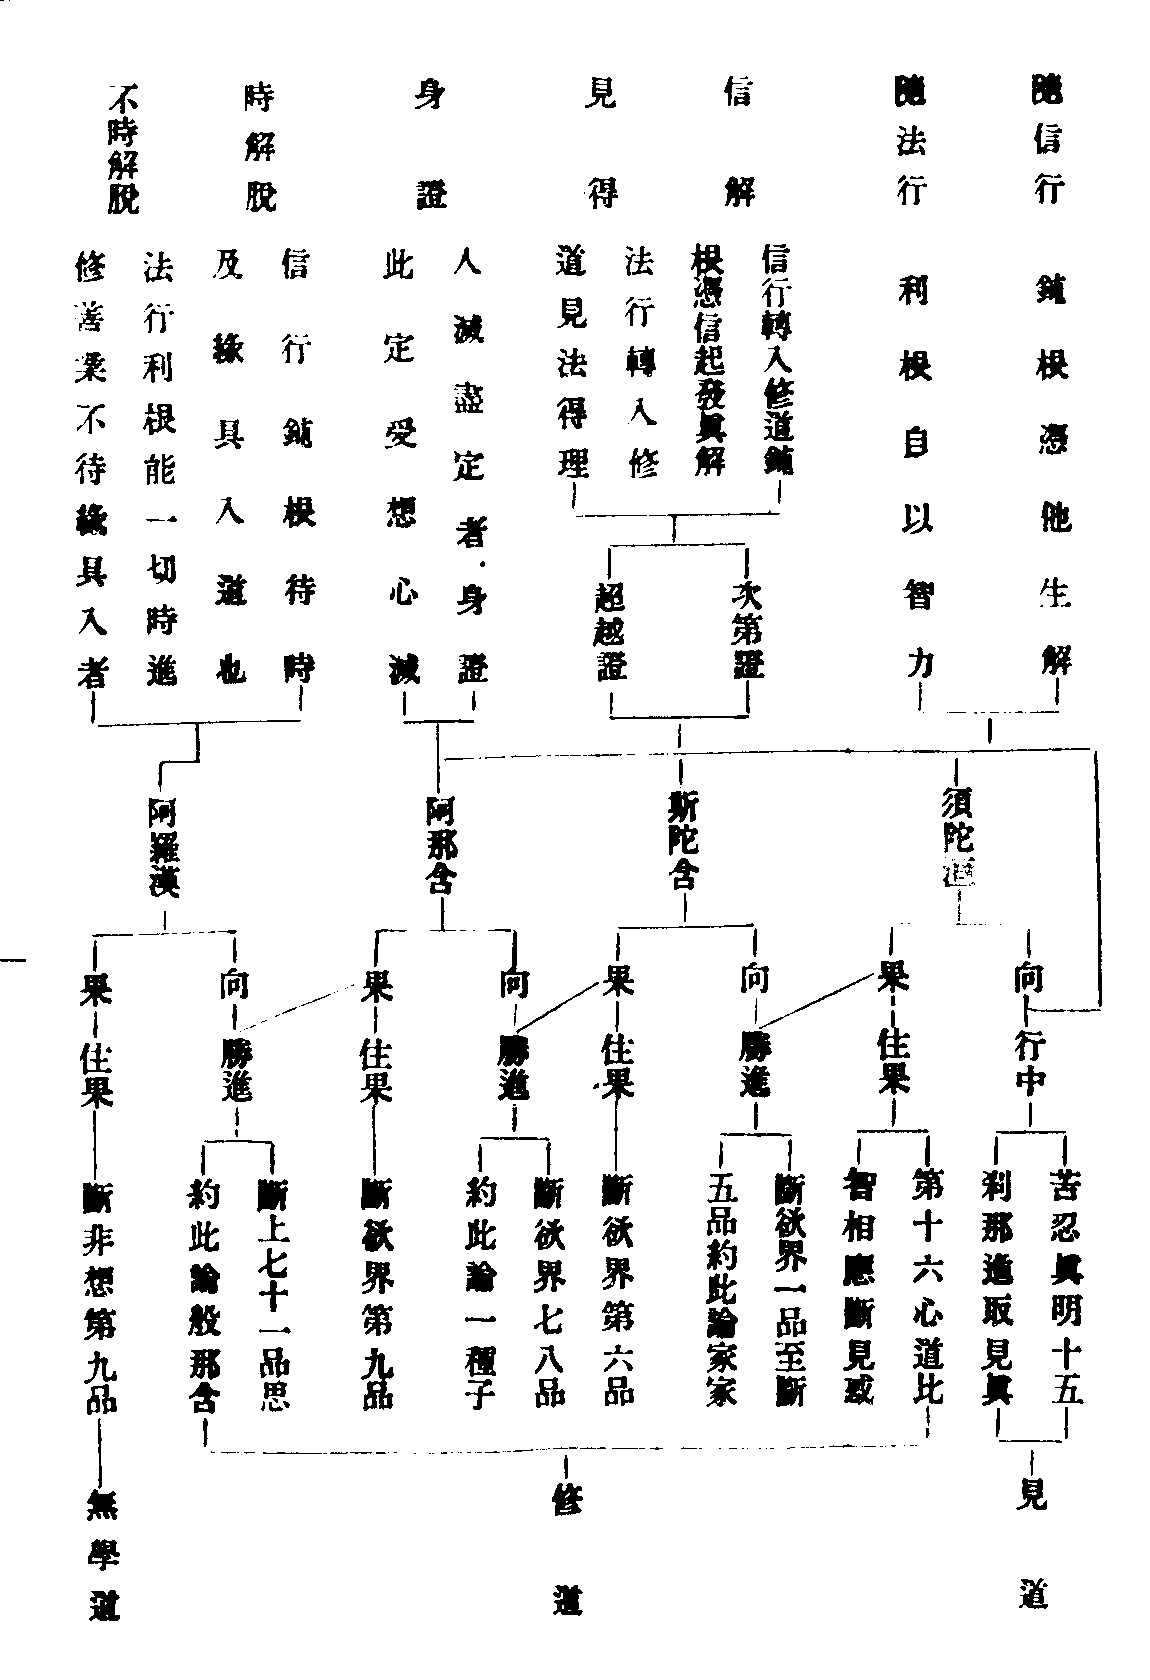 隨信行
隨法行
信解
見得
身證
時解脫
不時解脫
鈍根憑他生解
利根自以智力
信行轉入修道鈍
根憑信起發眞解
法行轉入修
道見法得理
人滅盡定者身證
此定受想心滅
信行鈍根待時
及緣具入道也
法行利根能一切時進
修善業不待緣具入者
次第證
超越證
須陀洹
斯陀含
阿那含
阿羅漢
向
果
向
果
向
果
向
果
行中
住果
勝進
住果
勝進
住果
勝進
住果
苦忍眞明十五
剎那進取見眞
第十六心道比
智相應斷見惑
斷欲界一品至斷
五品約此論家家
斷欲界第六品
斷欲界七八品
約此論一種子
斷欲界第九品
斷上七十一品思
約此論般那含
斷非想第九品
見道
修道
無學道